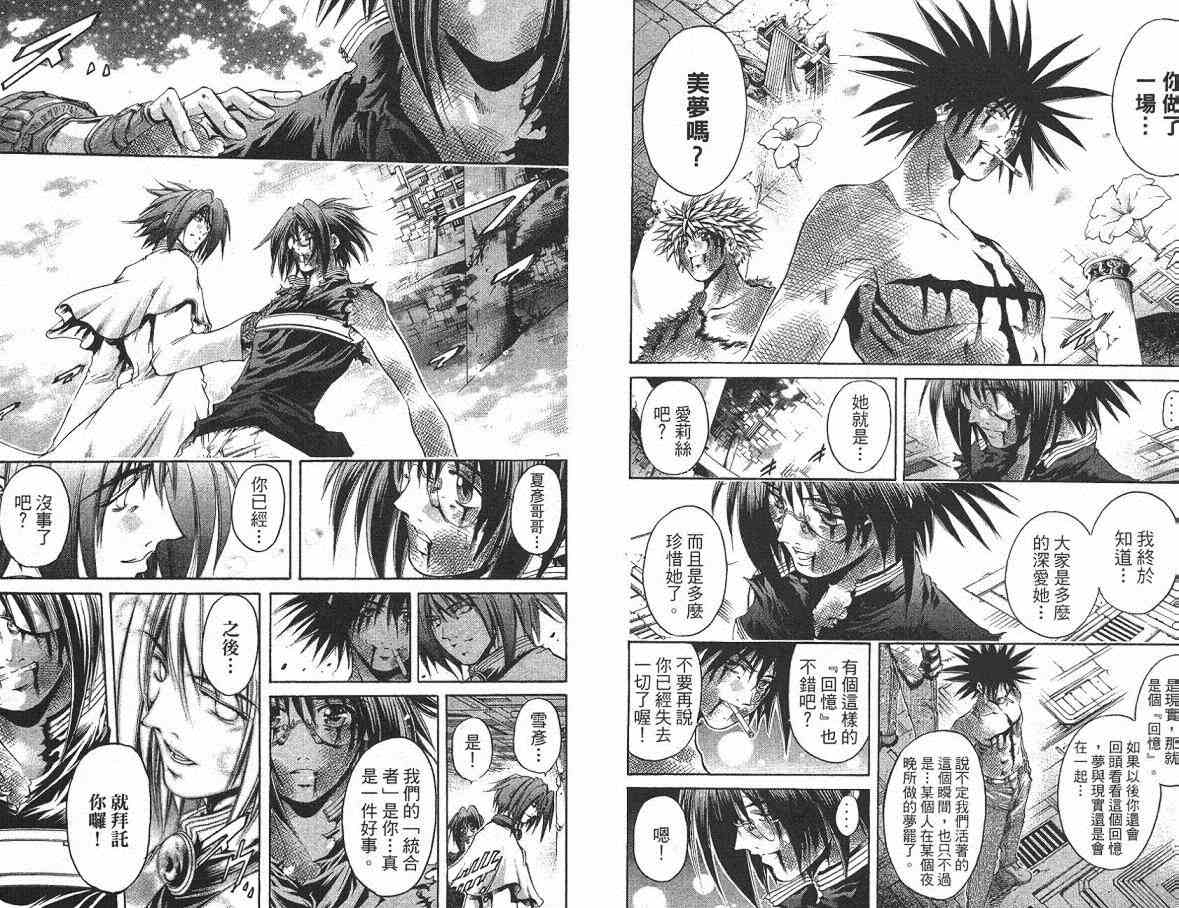 你做了
一場…
美夢嗎？
…
她就是…
愛莉絲
吧？
我終於
知道…
大家是多麼
的深愛她…
而且是多麼
珍惜她了。
是現實，那就
是個『回憶』。
如果以後你還會
回頭看看這個回憶
，夢與現實還是會
在一起…
說不定我們活著的
這個瞬間，也只不過
是…某個人在某個夜
晚所做的夢罷了。
有個這樣的
『回憶』也
不錯吧？
不要再說
你已經失去
一切了喔！
…
嗯！
夏彥哥哥…
你已經…
沒事了
吧？
雪彥…
是！
我們的「統合
者」是你…真
是一件好事。
之後…
就拜託
你囉！